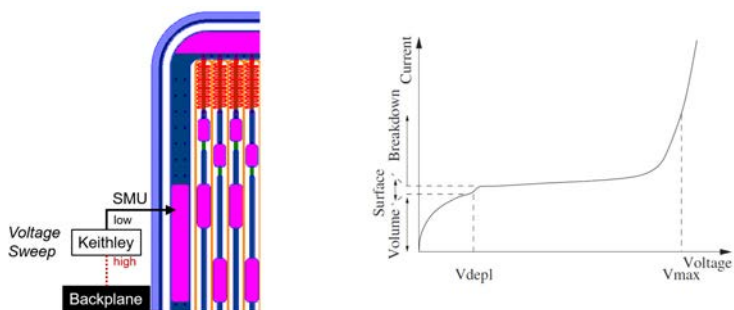 SMU
low
Voltage
Sweep
Keithley
high
Backplane
Current
Breakdown
Surface
Volume
Vdepl
Vmax
Voltage